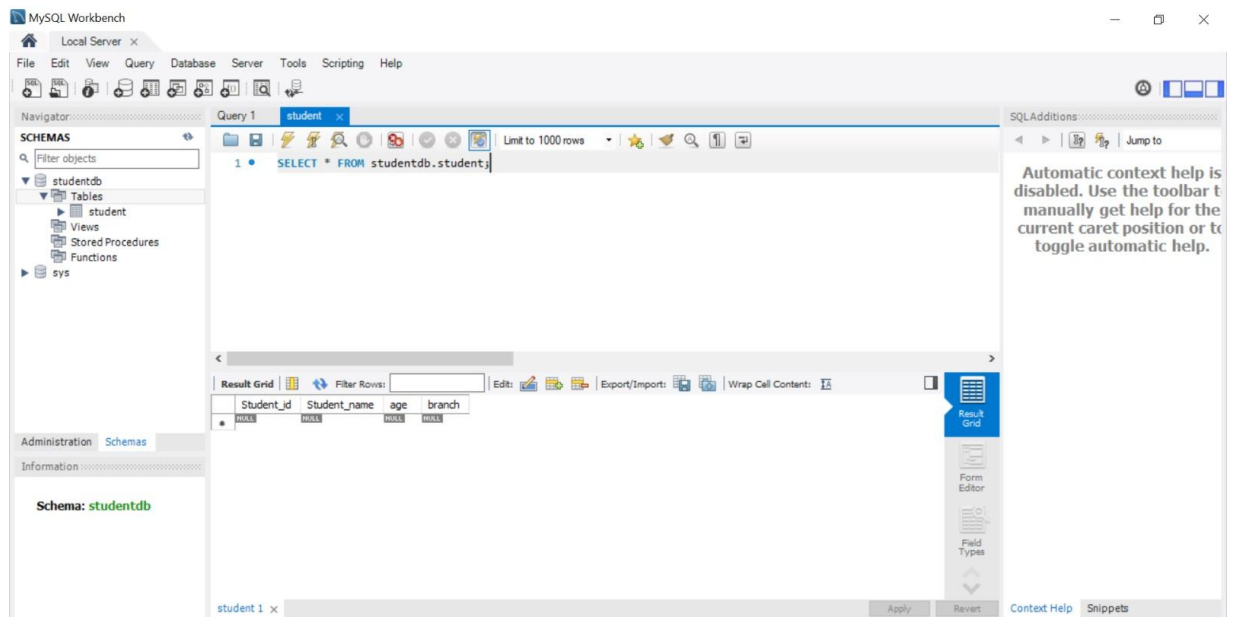 MySQL Workbench
Local Server
File Edit View Query Database Server Tools Scripting Help
Navigator
SCHEMAS
Filter objects
studentdb
Tables
student
Views
Stored Procedures
Functions
sys
Administration Schemas
Information
Schema: studentdb
Query 1 student
Limit to 1000 rows
1 SELECT * FROM studentdb.student;
Result Grid Filter Rows: Edit: Export/Import: Wrap Cell Content:
Student_id Student_name age branch
NULL NULL NULL NULL
Result
Grid
Form
Editor
Field
Types
student 1 Apply Revert
SQLAdditions
Jump to
Automatic context help is
disabled. Use the toolbar t
manually get help for the
current caret position or to
toggle automatic help.
Context Help Snippets